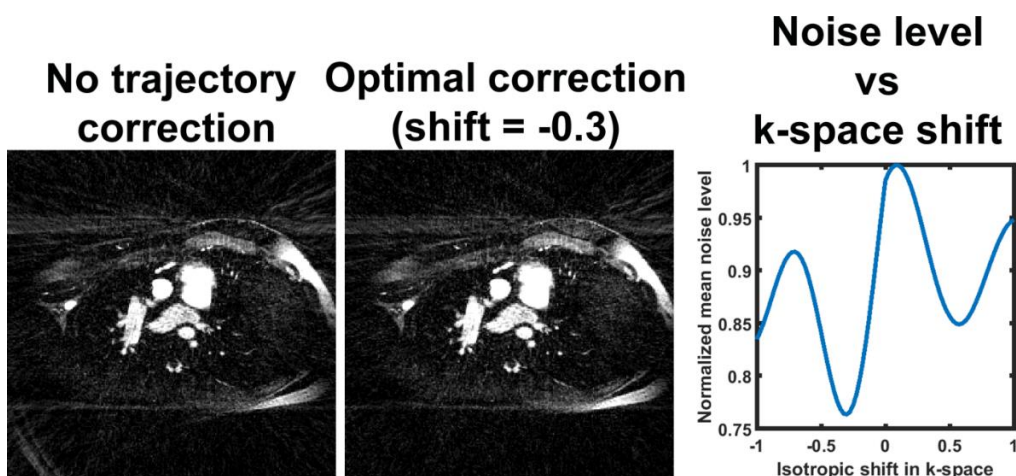 No trajectory
correction
Optimal correction
(shift = -0.3)
Noise level
vs
k-space shift
Normalized mean noise level
1
0.95
0.9
0.85
0.8
0.75
-1
-0.5
0
0.5
1
Isotropic shift in k-space